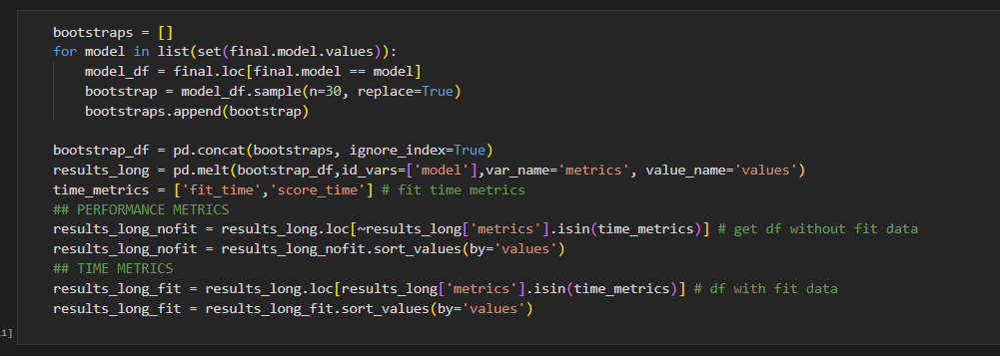 bootstraps = []
for model in list(set(final.model.values)):
    model_df = final.loc[final.model == model]
    bootstrap = model_df.sample(n=30, replace=True)
    bootstraps.append(bootstrap)

bootstrap_df = pd.concat(bootstraps, ignore_index=True)
results_long = pd.melt(bootstrap_df,id_vars=['model'],var_name='metrics', value_name='values')
time_metrics = ['fit_time','score_time'] # fit time metrics
## PERFORMANCE METRICS
results_long_nofit = results_long.loc[~results_long['metrics'].isin(time_metrics)] # get df without fit data
results_long_nofit = results_long_nofit.sort_values(by='values')
## TIME METRICS
results_long_fit = results_long.loc[results_long['metrics'].isin(time_metrics)] # df with fit data
results_long_fit = results_long_fit.sort_values(by='values')
1]